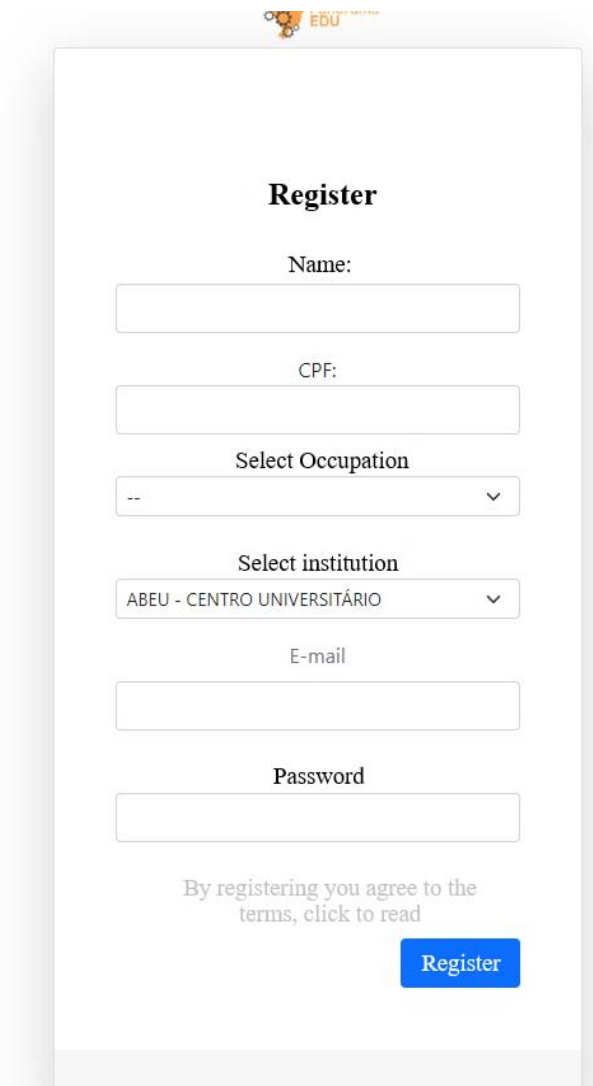 EDU
Register
Name:
CPF:
Select Occupation
--
Select institution
ABEU - CENTRO UNIVERSITÁRIO
E-mail
Password
By registering you agree to the
terms, click to read
Register